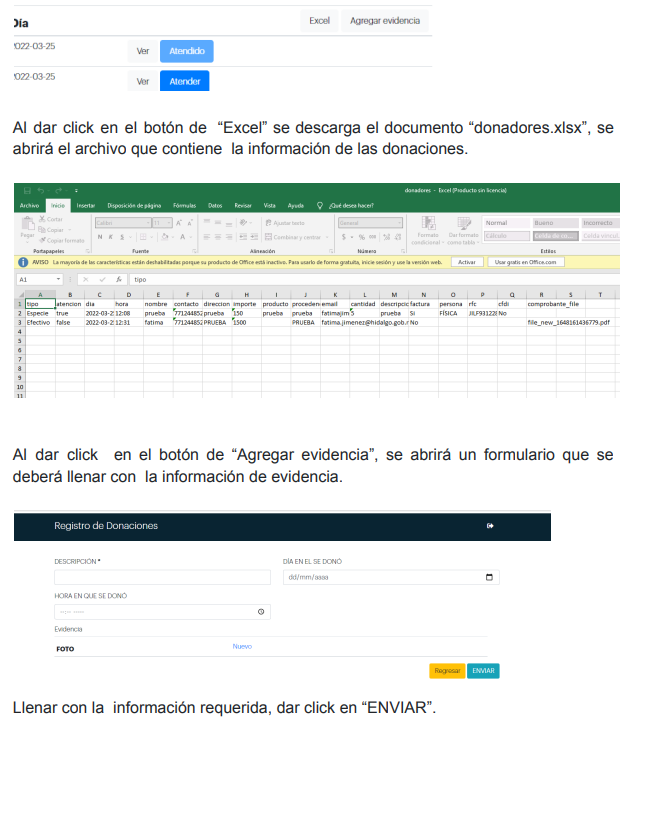 Día Excel Agregar evidencia
2022-03-25 Ver Atendido
2022-03-25 Ver Atender
Al dar click en el botón de “Excel” se descarga el documento “donadores.xlsx”, se
abrirá el archivo que contiene la información de las donaciones.
donadores - Excel (Producto sin licencia)
Archivo Inicio Insertar Disposición de página Fórmulas Datos Revisar Vista Ayuda ¿Qué desea hacer?
Cortar Calibri 11 A A Ajustar texto General Normal Bueno Incorrecto
Pegar Copiar Copiar formato N K S A Combinar y centrar $ % 000 Formato condicional Dar formato como tabla Cálculo Celda de co... Celda vincul
Portapapeles Fuente Alineación Número Estilos
AVISO La mayoría de las características están deshabilitadas porque su producto de Office está inactivo. Para usarlo de forma gratuita, inicie sesión y use la versión web. Activar Usar gratis en Office.com
A1 fx tipo
A B C D E F G H I J K L M N O P Q R S T
1 tipo atencion dia hora nombre contacto direccion importe producto proceden email cantidad descripcic factura persona rfc cfdi comprobante_file
2 Especie true 2022-03-2 12:08 prueba 771244852 prueba 150 prueba prueba fatimajim 5 prueba Si FÍSICA JILF931228 No
3 Efectivo false 2022-03-2 12:31 fatima 771244852 PRUEBA 1500 PRUEBA fatima.jimenez@hidalgo.gob.r No file_new_1648161436779.pdf
4
5
6
7
8
9
10
11
Al dar click en el botón de “Agregar evidencia”, se abrirá un formulario que se
deberá llenar con la información de evidencia.
Registro de Donaciones
DESCRIPCIÓN * DÍA EN EL SE DONÓ
dd/mm/aaaa
HORA EN QUE SE DONÓ
--:-- ----
Evidencia
FOTO Nuevo
Regresar ENVIAR
Llenar con la información requerida, dar click en “ENVIAR”.